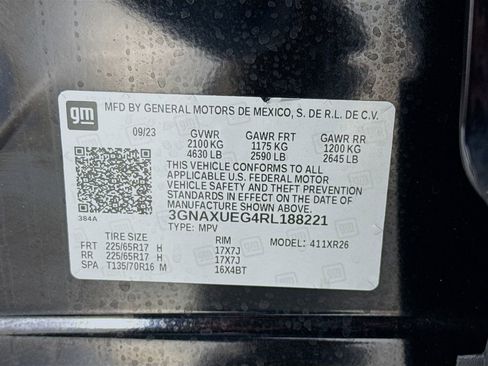 gm
MFD BY GENERAL MOTORS DE MEXICO, S. DE R.L. DE C.V.
09/23 GVWR GAWR FRT GAWR RR
2100 KG 1175 KG 1200 KG
4630 LB 2590 LB 2645 LB
THIS VEHICLE CONFORMS TO ALL
APPLICABLE U.S. FEDERAL MOTOR
VEHICLE SAFETY AND THEFT PREVENTION
STANDARDS IN EFFECT ON THE DATE OF
MANUFACTURE SHOWN ABOVE.
384A 3GNAXUEG4RL188221
TYPE: MPV MODEL: 411XR26
TIRE SIZE RIM
FRT 225/65R17 H 17X7J
RR 225/65R17 H 17X7J
SPA T135/70R16 M 16X4BT